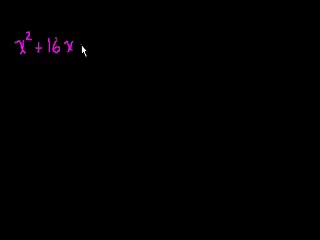 x² + 16x